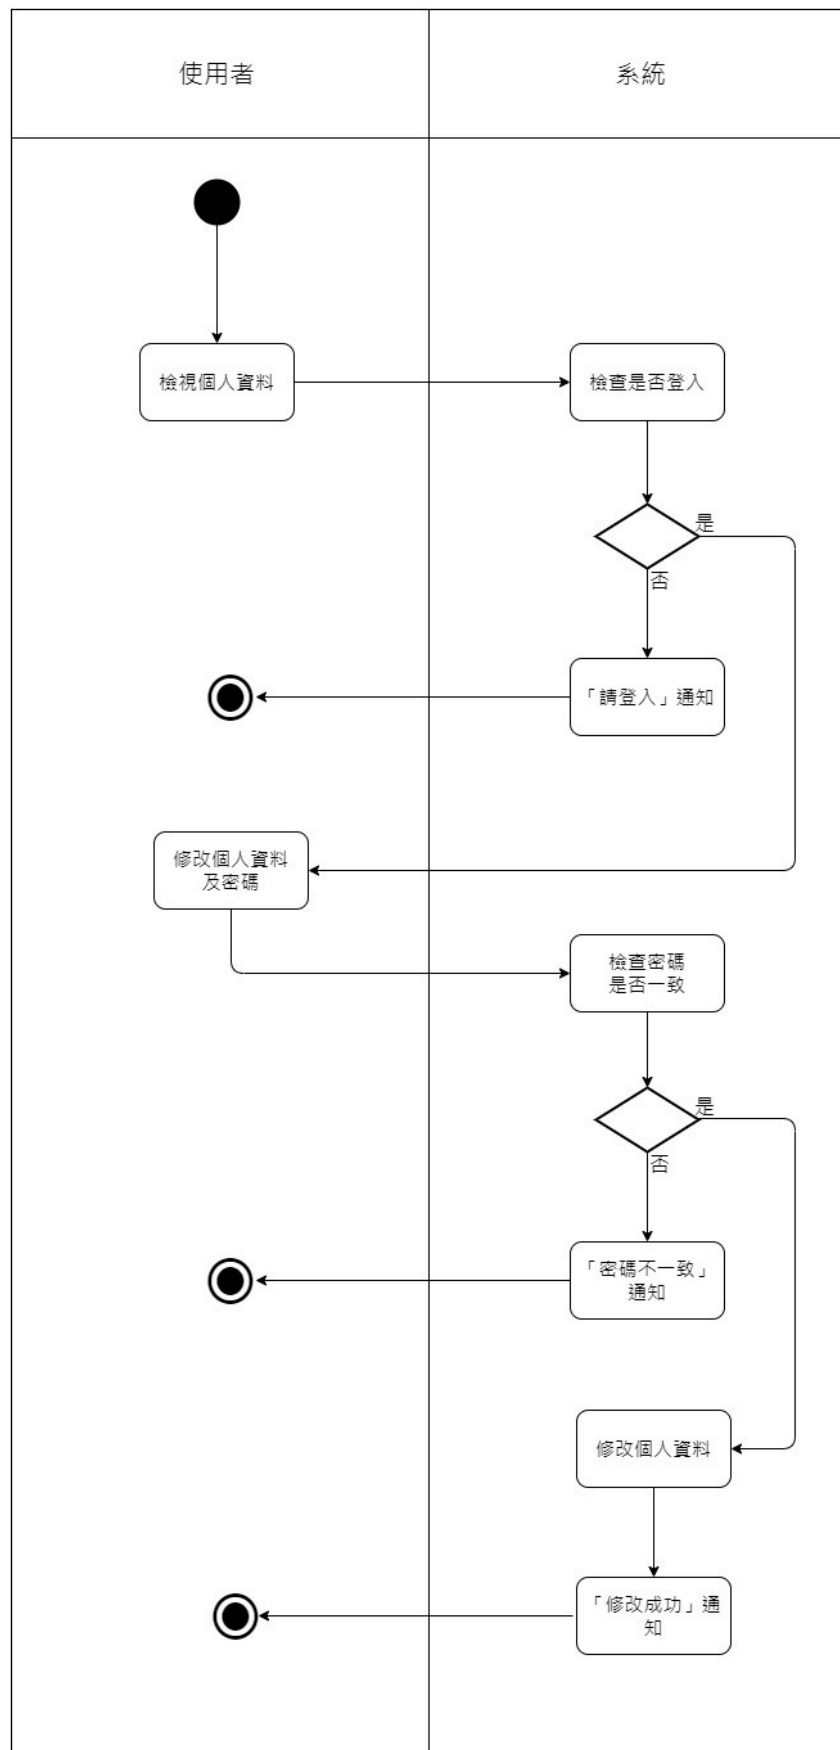 使用者
系統
檢視個人資料
檢查是否登入
是
否
「請登入」通知
修改個人資料
及密碼
檢查密碼
是否一致
是
否
「密碼不一致」
通知
修改個人資料
「修改成功」通
知